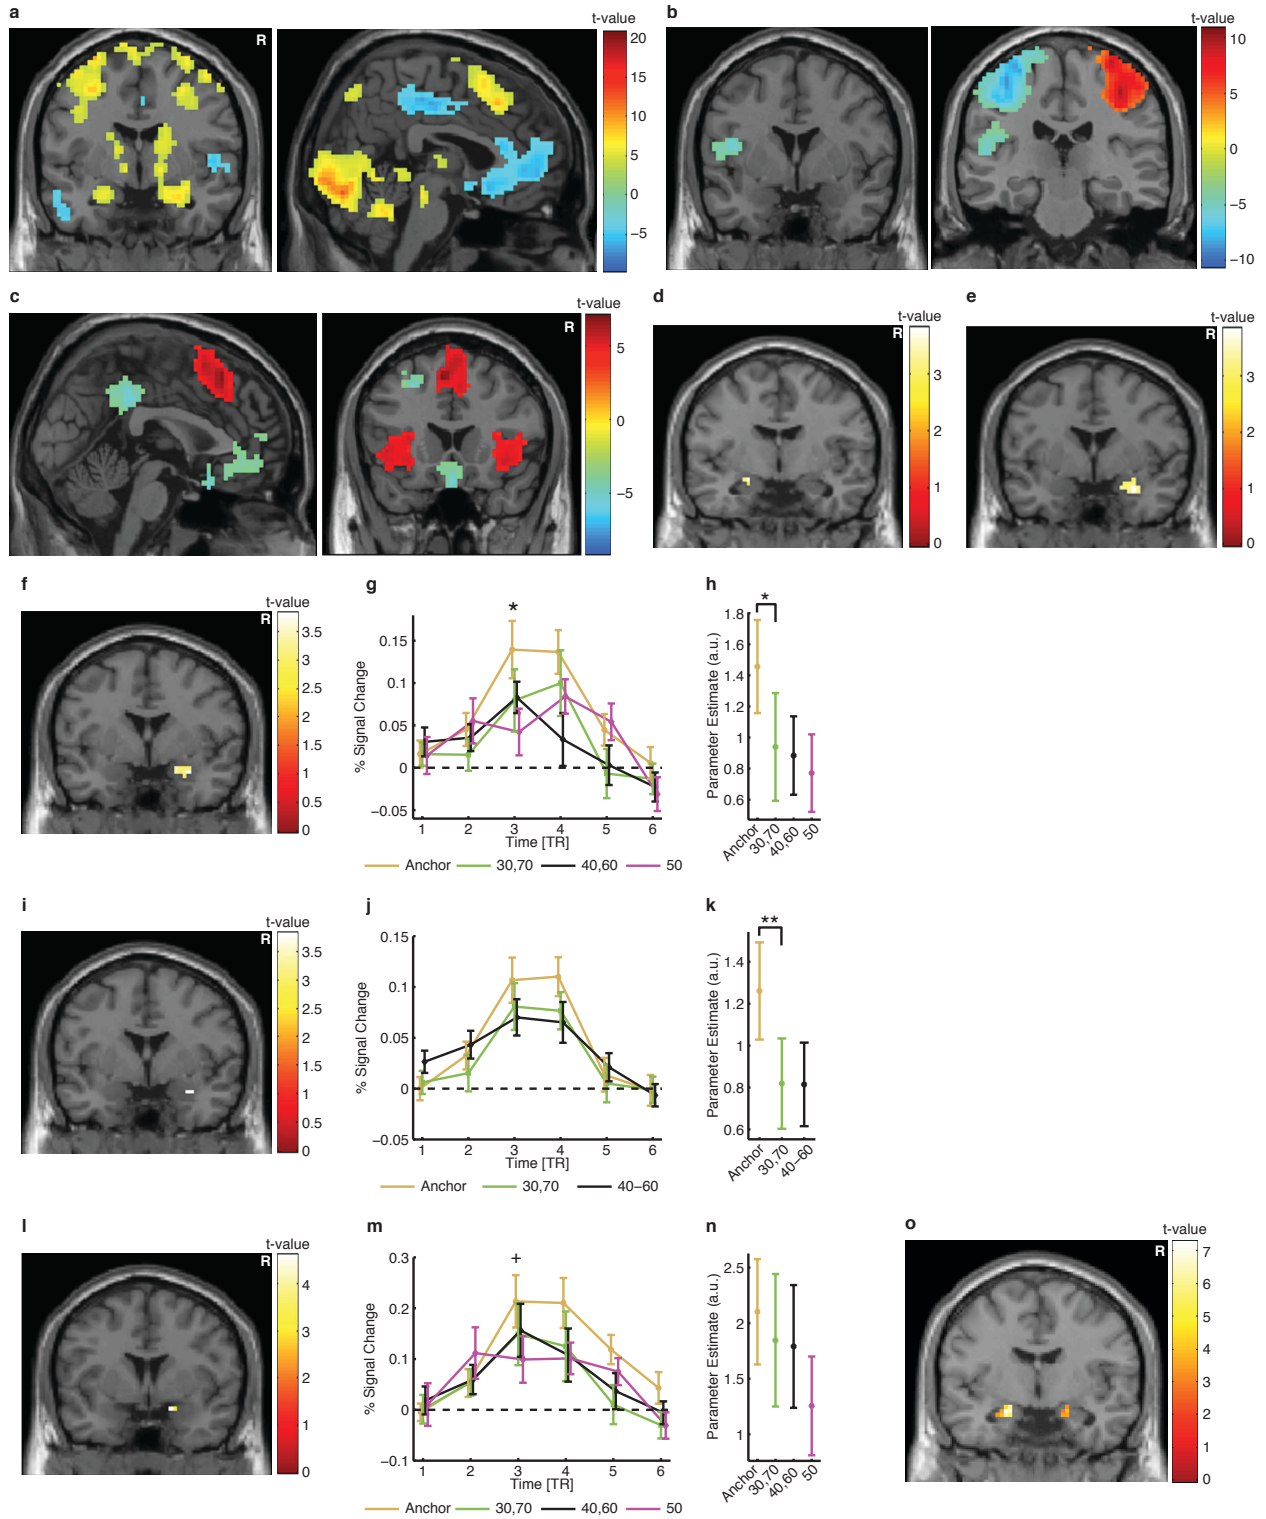 a
t-value
R
20
15
10
5
0
−5
b
t-value
10
5
0
−5
−10
c
t-value
R
5
0
−5
d
t-value
R
3
2
1
0
e
t-value
R
3
2
1
0
f
t-value
R
3.5
3
2.5
2
1.5
1
0.5
0
g
*
% Signal Change
0.15
0.1
0.05
0
−0.05
1 2 3 4 5 6
Time [TR]
Anchor 30,70 40,60 50
h
*
Parameter Estimate (a.u.)
1.8
1.6
1.4
1.2
1
0.8
0.6
Anchor 30,70 40,60 50
i
t-value
R
3.5
3
2.5
2
1.5
1
0.5
0
j
% Signal Change
0.15
0.1
0.05
0
−0.05
1 2 3 4 5 6
Time [TR]
Anchor 30,70 40−60
k
**
Parameter Estimate (a.u.)
1.4
1.2
1
0.8
0.6
Anchor 30,70 40−60
l
t-value
R
4
3
2
1
0
m
+
% Signal Change
0.3
0.2
0.1
0
−0.1
1 2 3 4 5 6
Time [TR]
Anchor 30,70 40,60 50
n
Parameter Estimate (a.u.)
2.5
2
1.5
1
Anchor 30,70 40,60 50
o
t-value
R
7
6
5
4
3
2
1
0